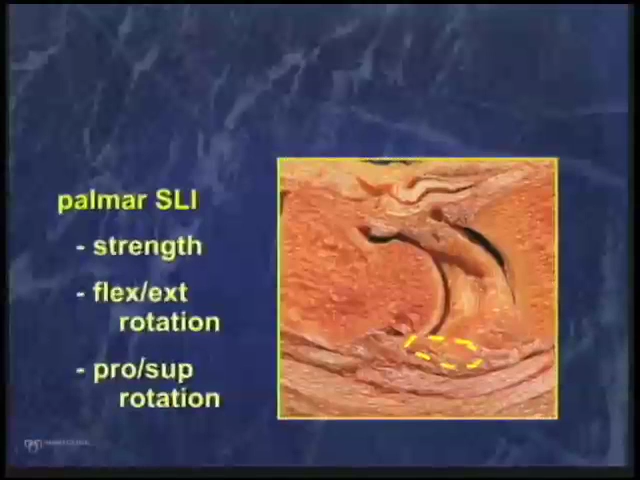 palmar SLI
- strength
- flex/ext
rotation
- pro/sup
rotation